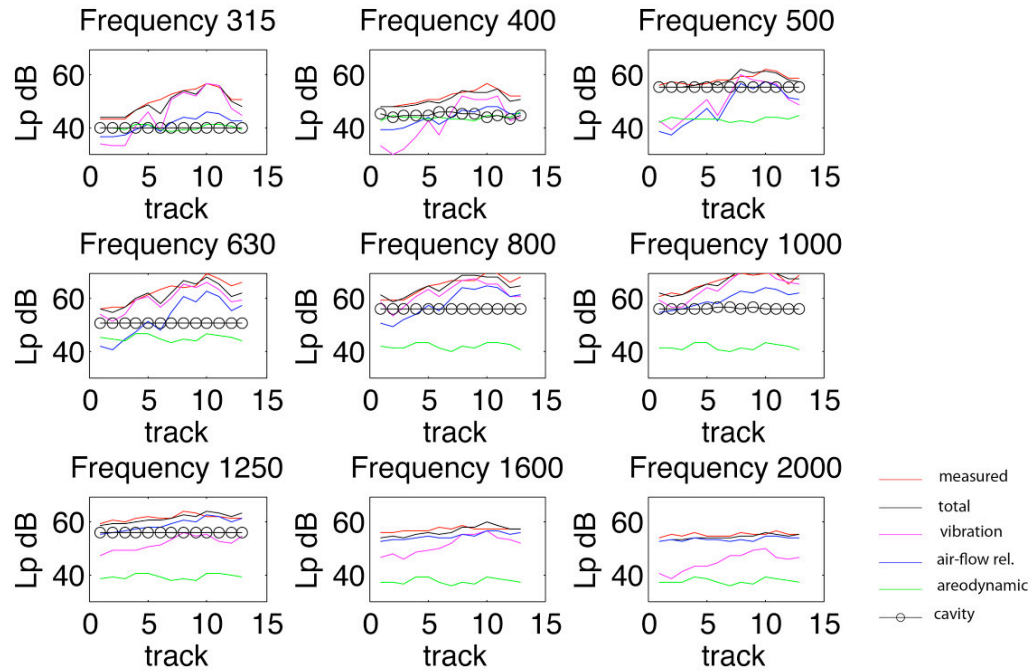 Frequency 315
Frequency 400
Frequency 500
Lp dB
60
40
0 5 10 15
track
Lp dB
60
40
0 5 10 15
track
Lp dB
60
40
0 5 10 15
track
Frequency 630
Frequency 800
Frequency 1000
Lp dB
60
40
0 5 10 15
track
Lp dB
60
40
0 5 10 15
track
Lp dB
60
40
0 5 10 15
track
Frequency 1250
Frequency 1600
Frequency 2000
Lp dB
60
40
0 5 10 15
track
Lp dB
60
40
0 5 10 15
track
Lp dB
60
40
0 5 10 15
track
measured
total
vibration
air-flow rel.
areodynamic
cavity